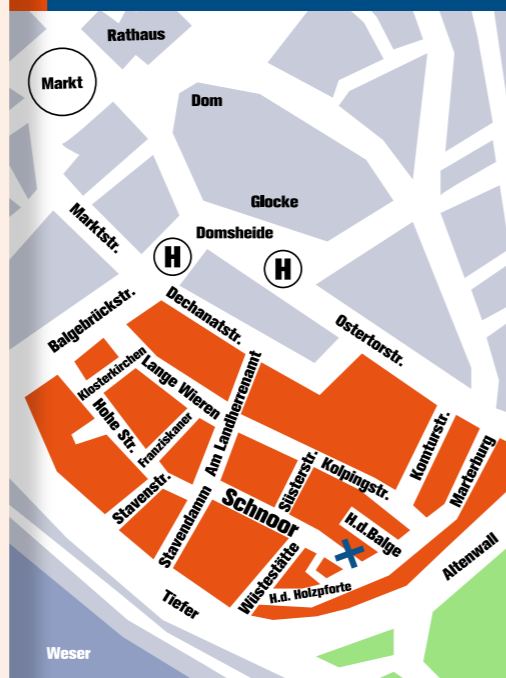 Rathaus
Markt
Dom
Glocke
Marktstr.
Domsheide
H
H
Balgebrückstr.
Dechanatstr.
Ostertorstr.
Klosterkirchen
Lange Wieren
Am Landherrenamt
Hohe Str.
Franziskaner
Komturstr.
Marterburg
Kolpingstr.
Süsterstr.
Stavenstr.
Schnoor
H.d.Balge
Stavendamm
Wüstestätte
H.d. Holzpforte
Altenwall
Tiefer
Weser